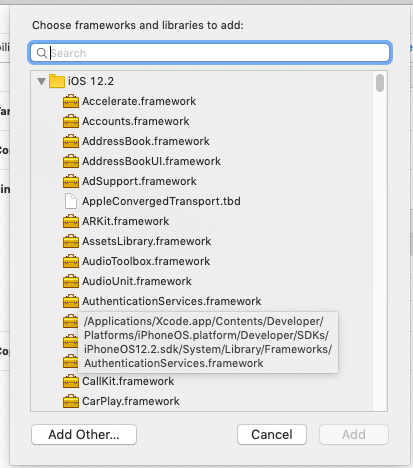 Choose frameworks and libraries to add:
Search
iOS 12.2
Accelerate.framework
Accounts.framework
AddressBook.framework
AddressBookUI.framework
AdSupport.framework
AppleConvergedTransport.tbd
ARKit.framework
AssetsLibrary.framework
AudioToolbox.framework
AudioUnit.framework
AuthenticationServices.framework
/Applications/Xcode.app/Contents/Developer/
Platforms/iPhoneOS.platform/Developer/SDKs/
iPhoneOS12.2.sdk/System/Library/Frameworks/
AuthenticationServices.framework
CallKit.framework
CarPlay.framework
Add Other...
Cancel
Add